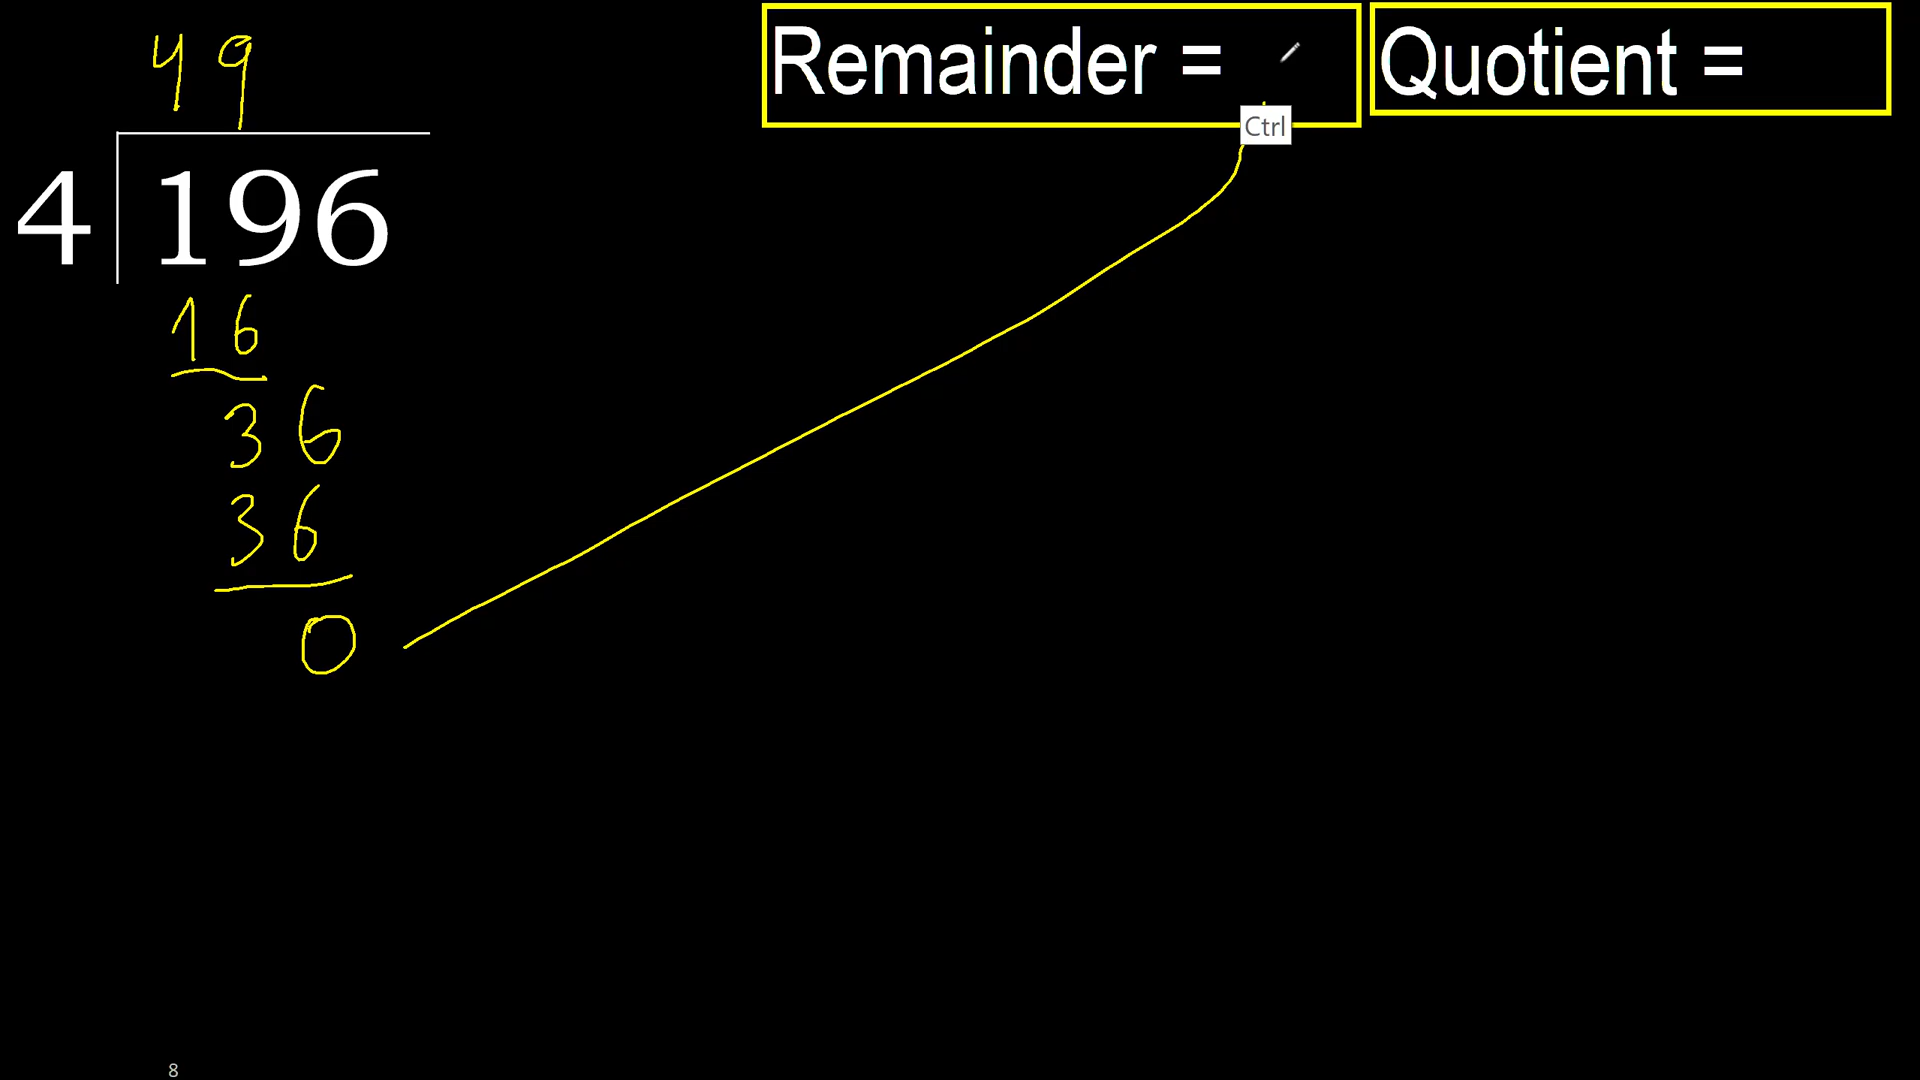 49
Remainder =
Quotient =
Ctrl
4 196
16
36
36
0
8